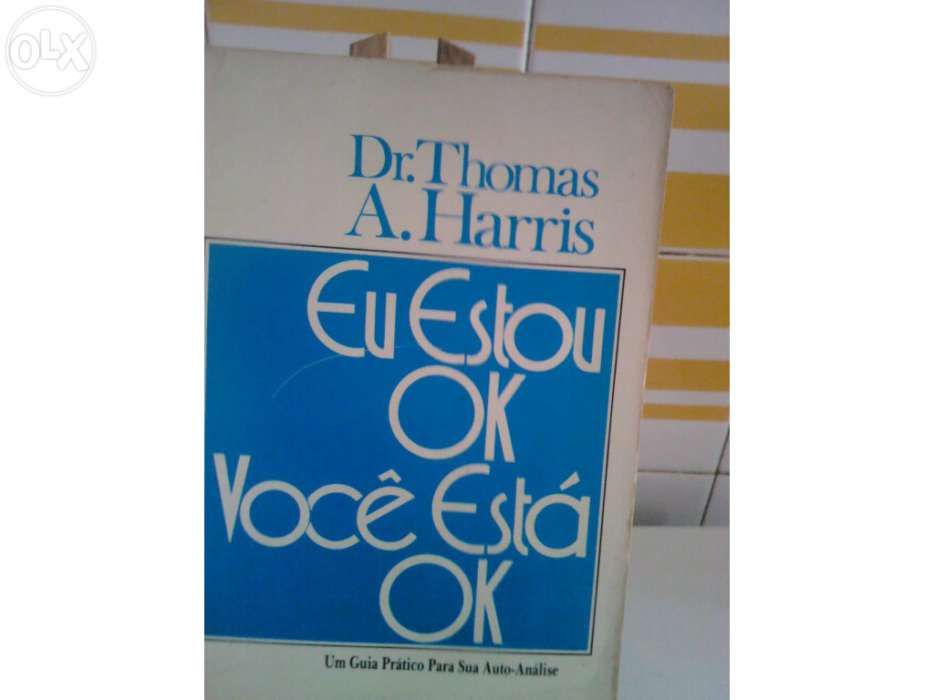 OLX
Dr. Thomas
A. Harris
Eu Estou
OK
Você Está
OK
Um Guia Prático Para Sua Auto-Análise